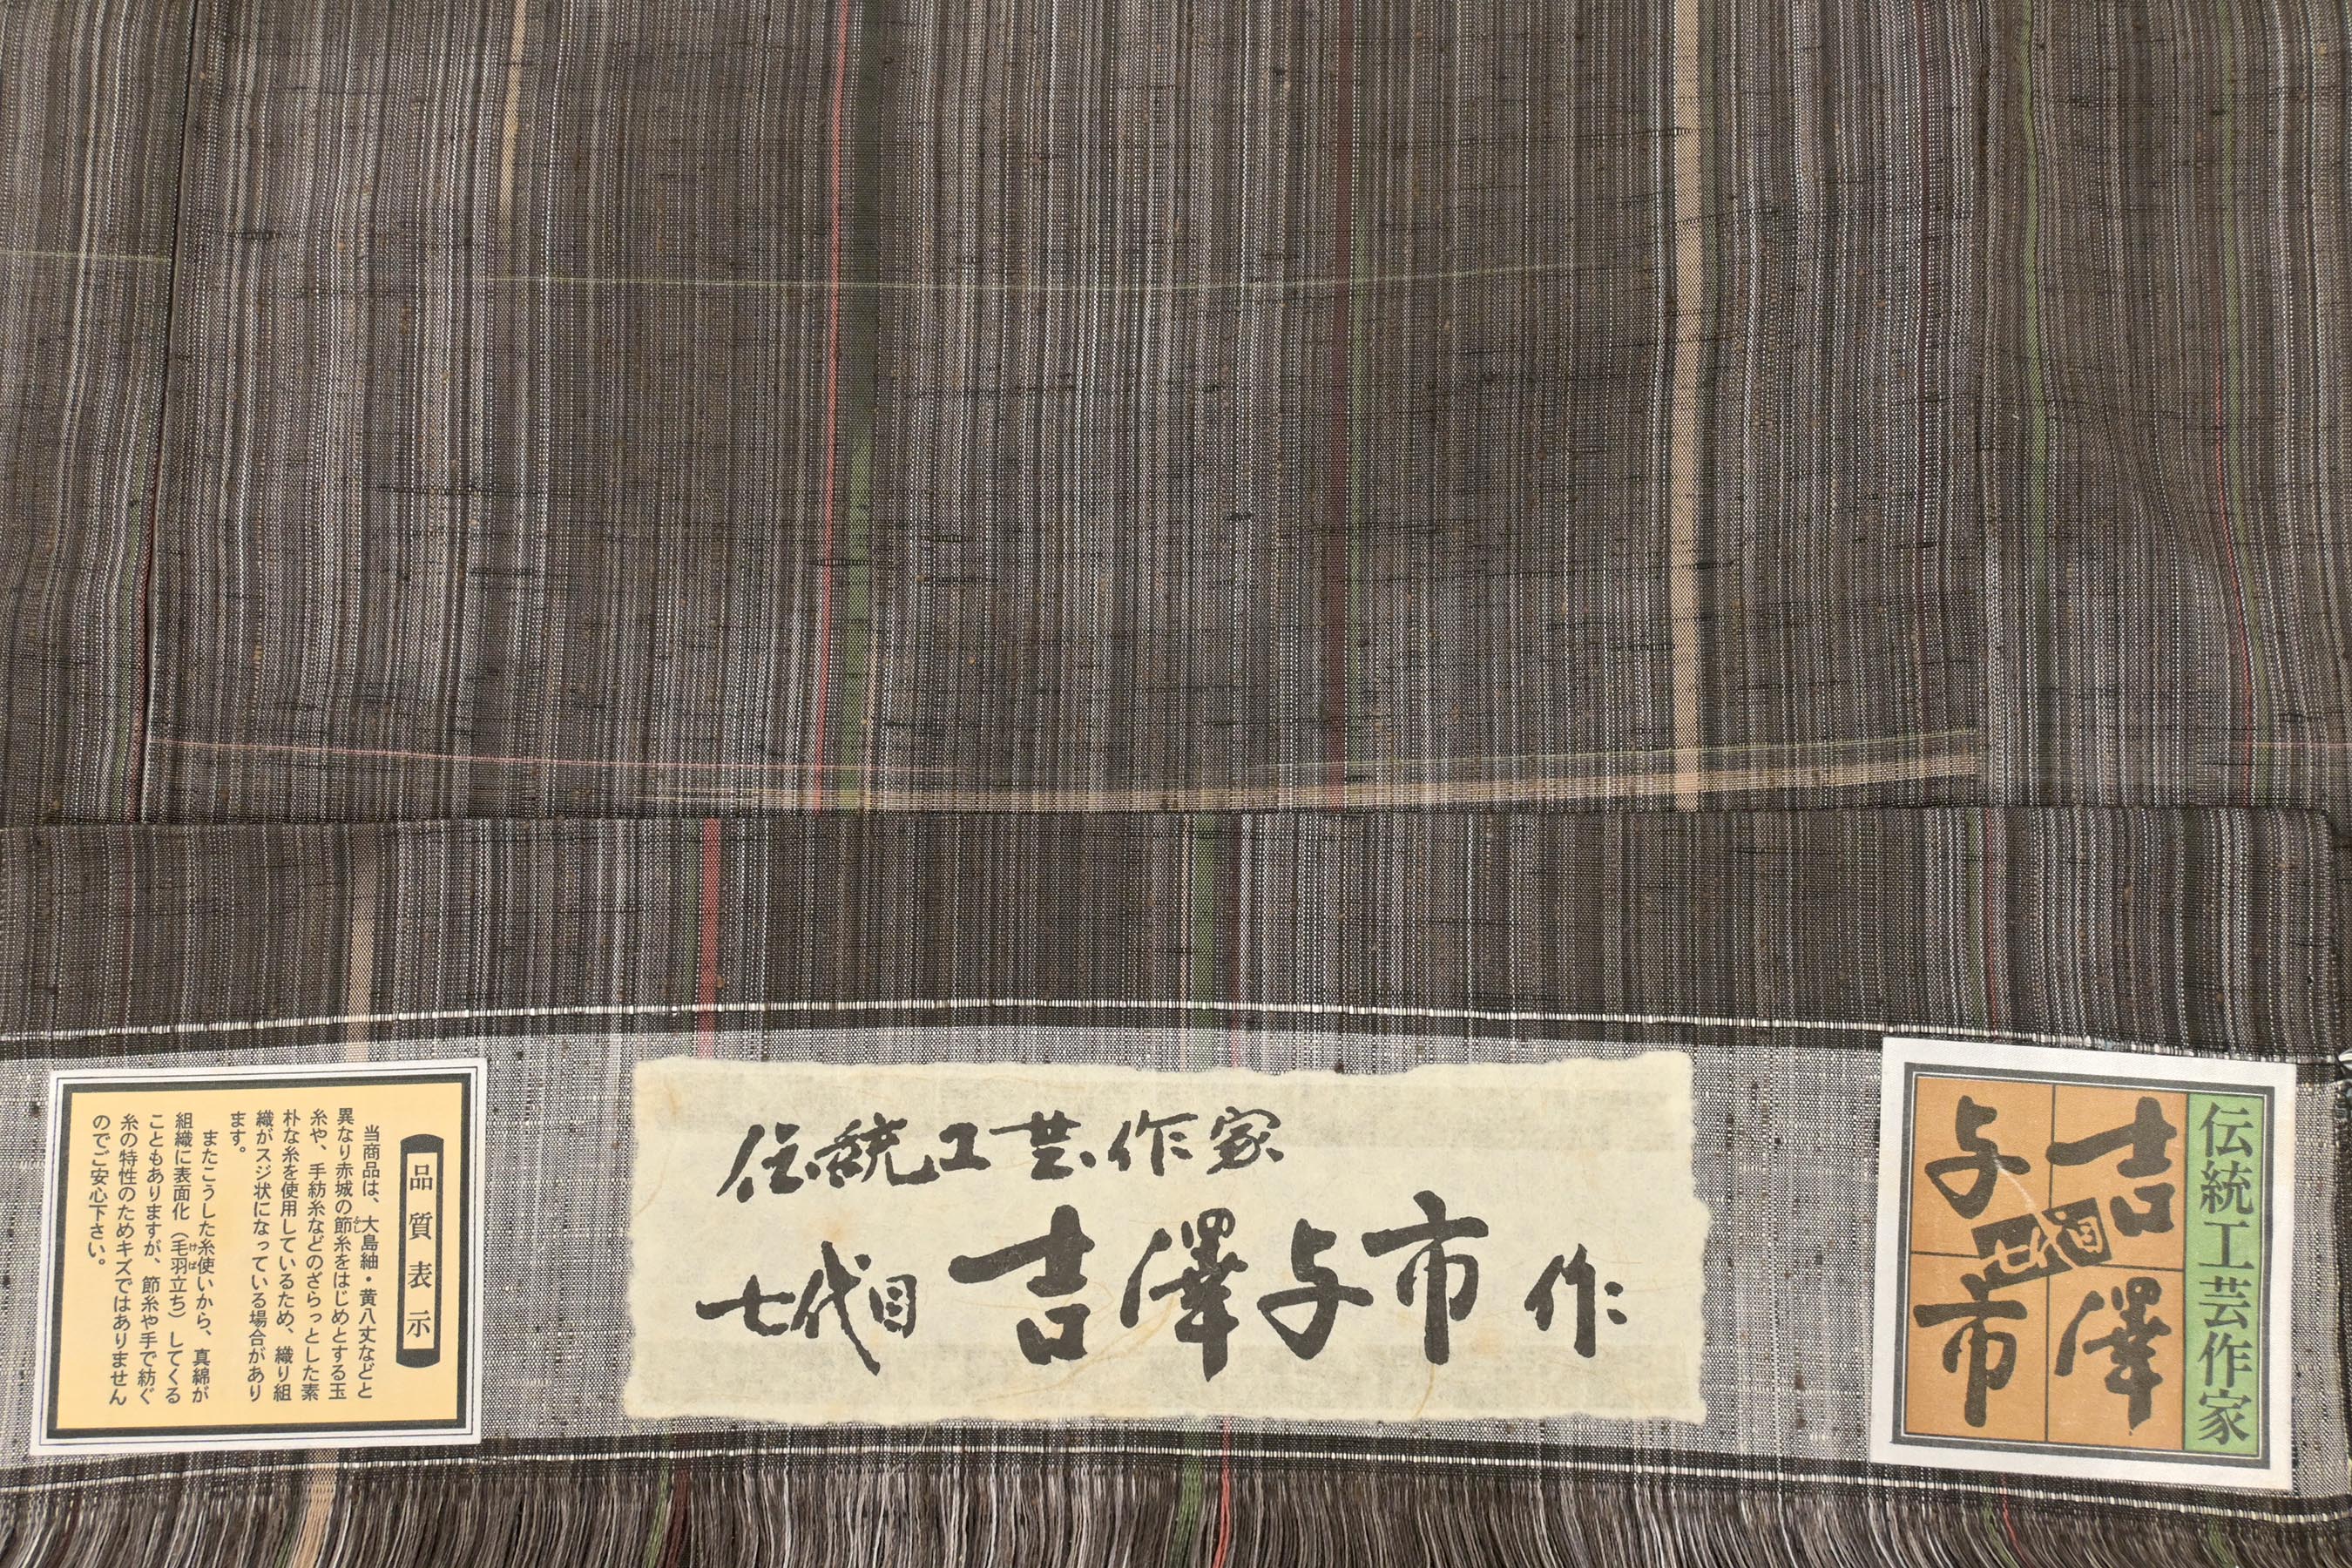 品質表示
当商品は、大島紬・黄八丈などと
異なり赤城の節糸をはじめとする玉
糸や、手紡糸などのざらっとした素
朴な糸を使用しているため、織り組
織がスジ状になっている場合があり
ます。
またこうした糸使いから、真綿が
組織に表面化（毛羽立ち）してくる
こともありますが、節糸や手で紡ぐ
糸の特性のためキズではありません
のでご安心下さい。
伝統工芸作家
七代目 吉澤与市 作
伝統工芸作家
吉澤
与市
七代目